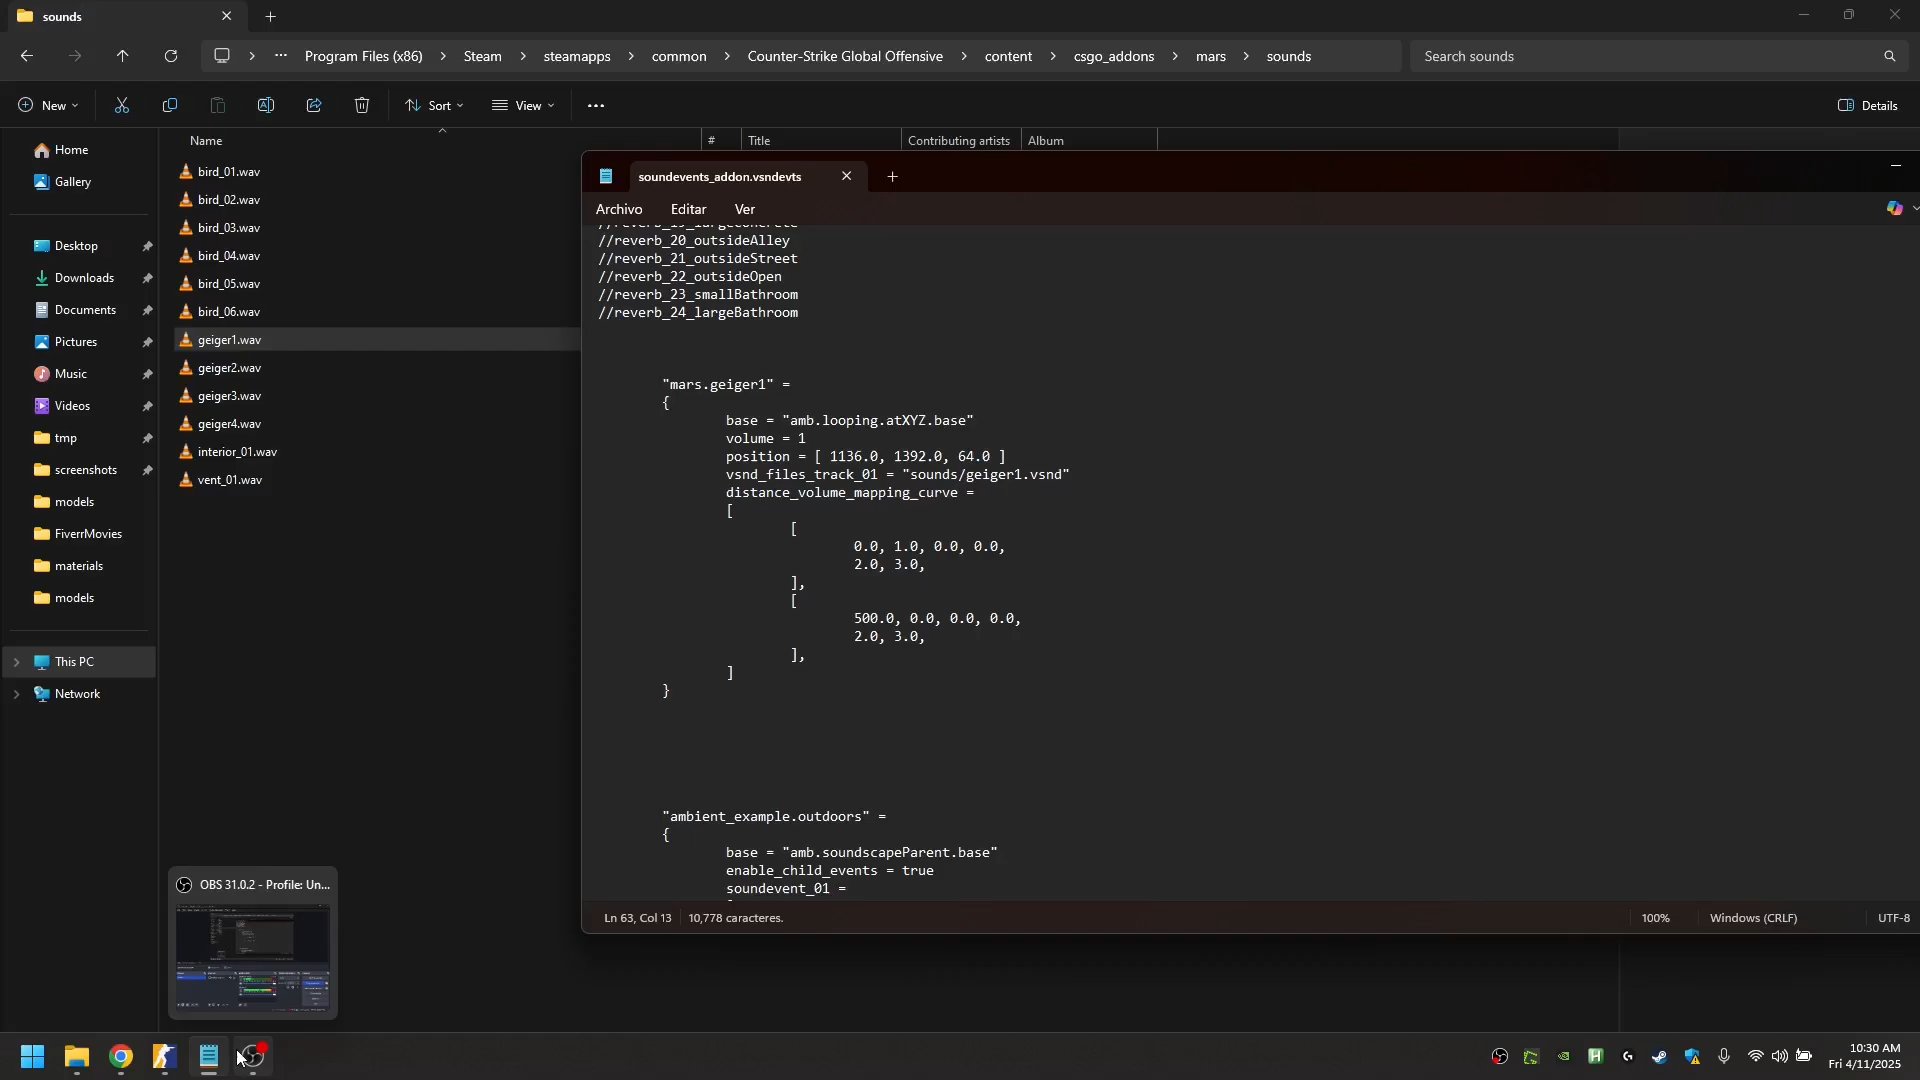 sounds
Program Files (x86)
Steam
steamapps
common
Counter-Strike Global Offensive
content
csgo_addons
mars
sounds
Search sounds
New
Sort
View
Details
Name
#
Title
Contributing artists
Album
Home
Gallery
Desktop
Downloads
Documents
Pictures
Music
Videos
tmp
screenshots
models
FiverrMovies
materials
models
This PC
Network
bird_01.wav
bird_02.wav
bird_03.wav
bird_04.wav
bird_05.wav
bird_06.wav
geiger1.wav
geiger2.wav
geiger3.wav
geiger4.wav
interior_01.wav
vent_01.wav
soundevents_addon.vsndevts
Archivo Editar Ver
//reverb_19_largeConcrete
//reverb_20_outsideAlley
//reverb_21_outsideStreet
//reverb_22_outsideOpen
//reverb_23_smallBathroom
//reverb_24_largeBathroom
"mars.geiger1" =
{
base = "amb.looping.atXYZ.base"
volume = 1
position = [ 1136.0, 1392.0, 64.0 ]
vsnd_files_track_01 = "sounds/geiger1.vsnd"
distance_volume_mapping_curve =
[
[
0.0, 1.0, 0.0, 0.0,
2.0, 3.0,
],
[
500.0, 0.0, 0.0, 0.0,
2.0, 3.0,
],
]
}
"ambient_example.outdoors" =
{
base = "amb.soundscapeParent.base"
enable_child_events = true
soundevent_01 =
Ln 63, Col 13
10,778 caracteres.
100%
Windows (CRLF)
UTF-8
OBS 31.0.2 - Profile: Un...
10:30 AM
Fri 4/11/2025